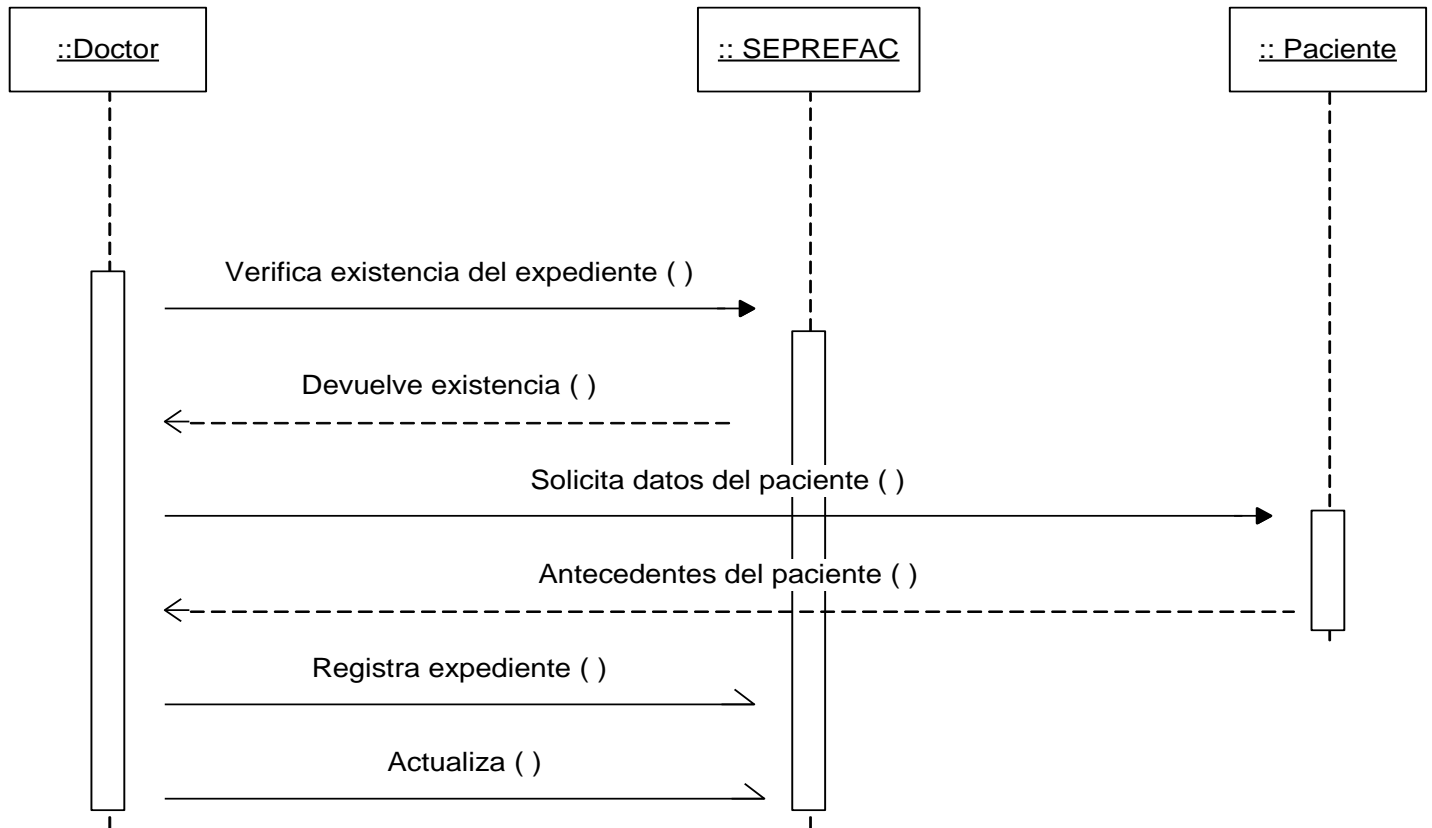 ::Doctor
:: SEPREFAC
:: Paciente
Verifica existencia del expediente ( )
Devuelve existencia ( )
Solicita datos del paciente ( )
Antecedentes del paciente ( )
Registra expediente ( )
Actualiza ( )